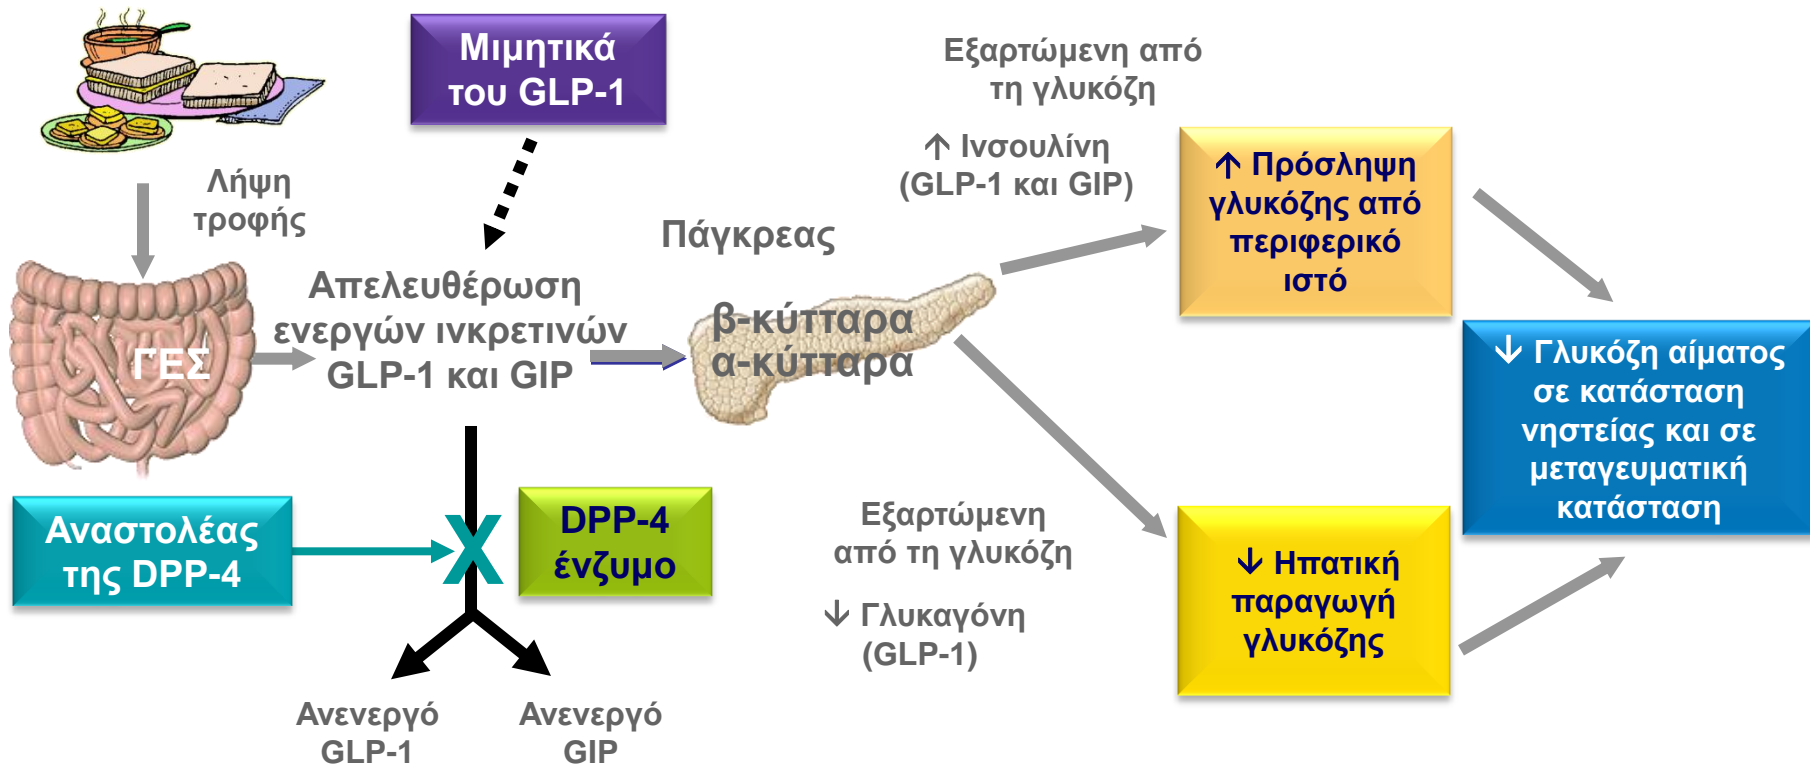 Μιμητικά
του GLP-1
Εξαρτώμενη από
τη γλυκόζη
↑ Ινσουλίνη
(GLP-1 και GIP)
↑ Πρόσληψη
γλυκόζης από
περιφερικό
ιστό
Λήψη
τροφής
Πάγκρεας
ΓΕΣ
Απελευθέρωση
ενεργών ινκρετινών
GLP-1 και GIP
β-κύτταρα
α-κύτταρα
↓ Γλυκόζη αίματος
σε κατάσταση
νηστείας και σε
μεταγευματική
κατάσταση
Αναστολέας
της DPP-4
X
DPP-4
ένζυμο
Εξαρτώμενη
από τη γλυκόζη
↓ Γλυκαγόνη
(GLP-1)
↓ Ηπατική
παραγωγή
γλυκόζης
Ανενεργό
GLP-1
Ανενεργό
GIP